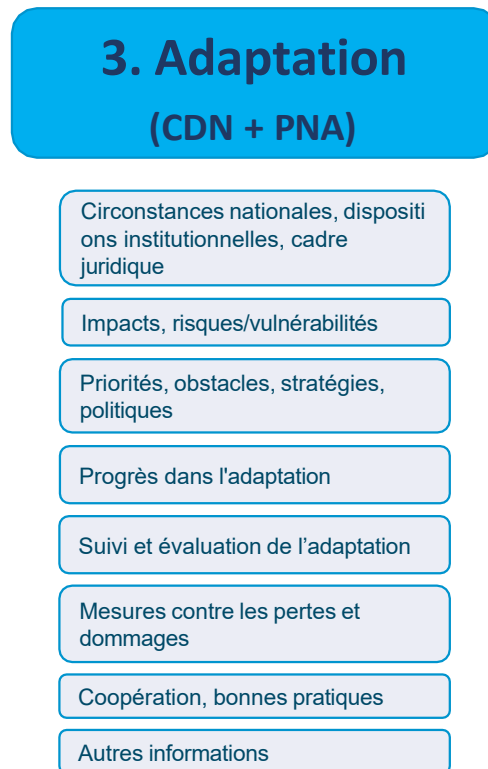 3. Adaptation
(CDN + PNA)
Circonstances nationales, dispositi
ons institutionnelles, cadre
juridique
Impacts, risques/vulnérabilités
Priorités, obstacles, stratégies,
politiques
Progrès dans l'adaptation
Suivi et évaluation de l’adaptation
Mesures contre les pertes et
dommages
Coopération, bonnes pratiques
Autres informations